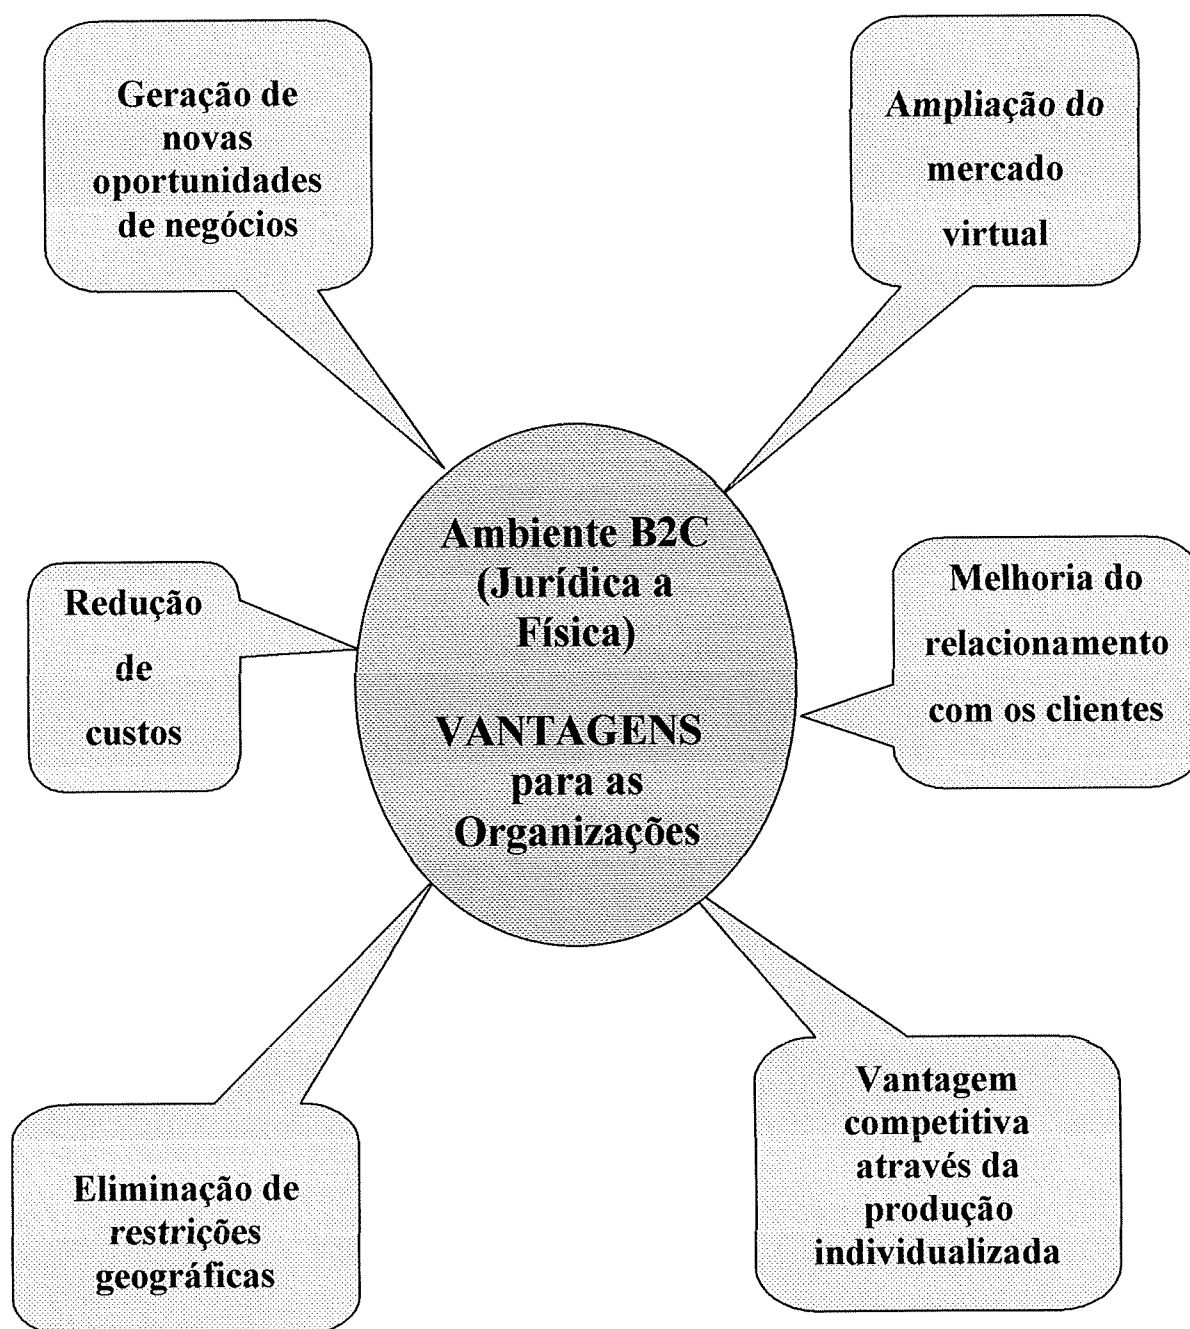 Geração de
novas
oportunidades
de negócios
Ampliação do
mercado
virtual
Ambiente B2C
(Jurídica a
Física)
VANTAGENS
para as
Organizações
Redução
de
custos
Melhoria do
relacionamento
com os clientes
Eliminação de
restrições
geográficas
Vantagem
competitiva
através da
produção
individualizada